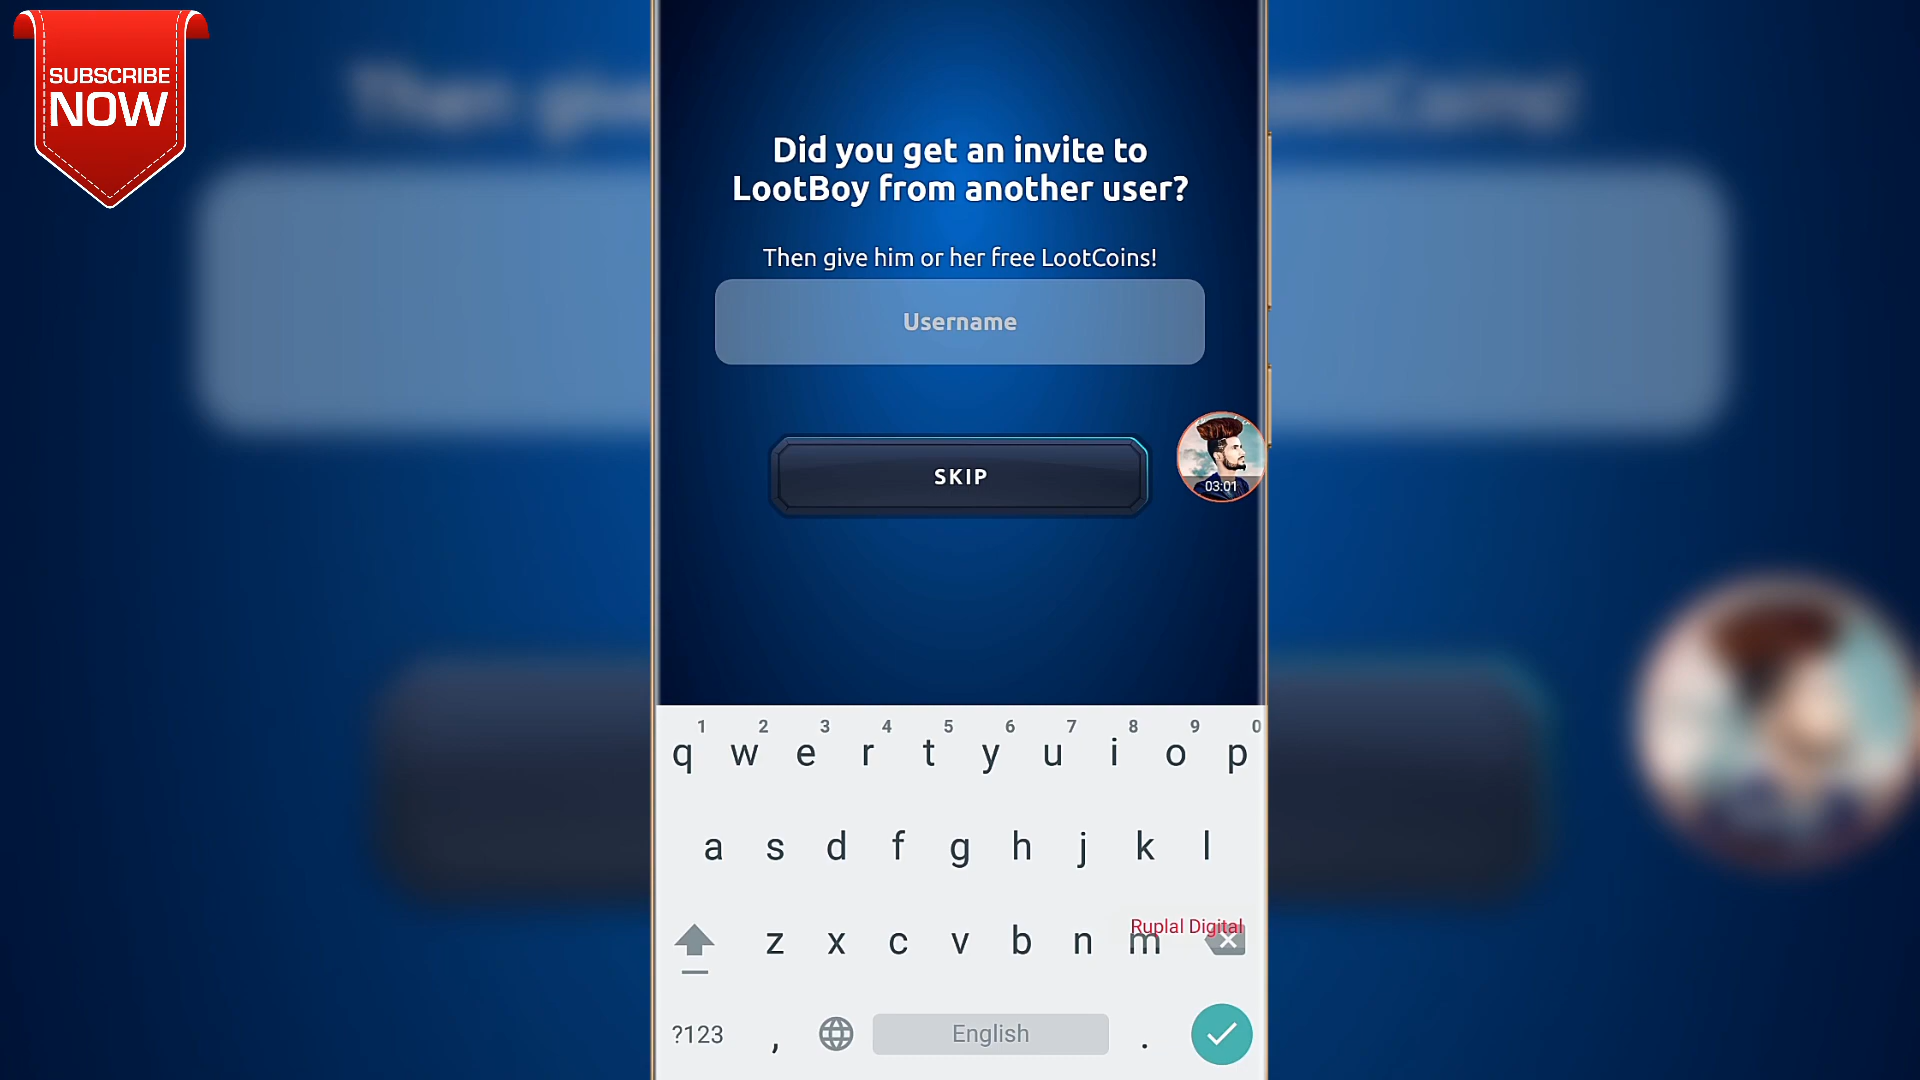 SUBSCRIBE
NOW
Did you get an invite to
LootBoy from another user?
Then give him or her free LootCoins!
Username
SKIP
03:01
1 2 3 4 5 6 7 8 9 0
q w e r t y u i o p
a s d f g h j k l
Ruplal Digital
z x c v b n m
?123 , English .